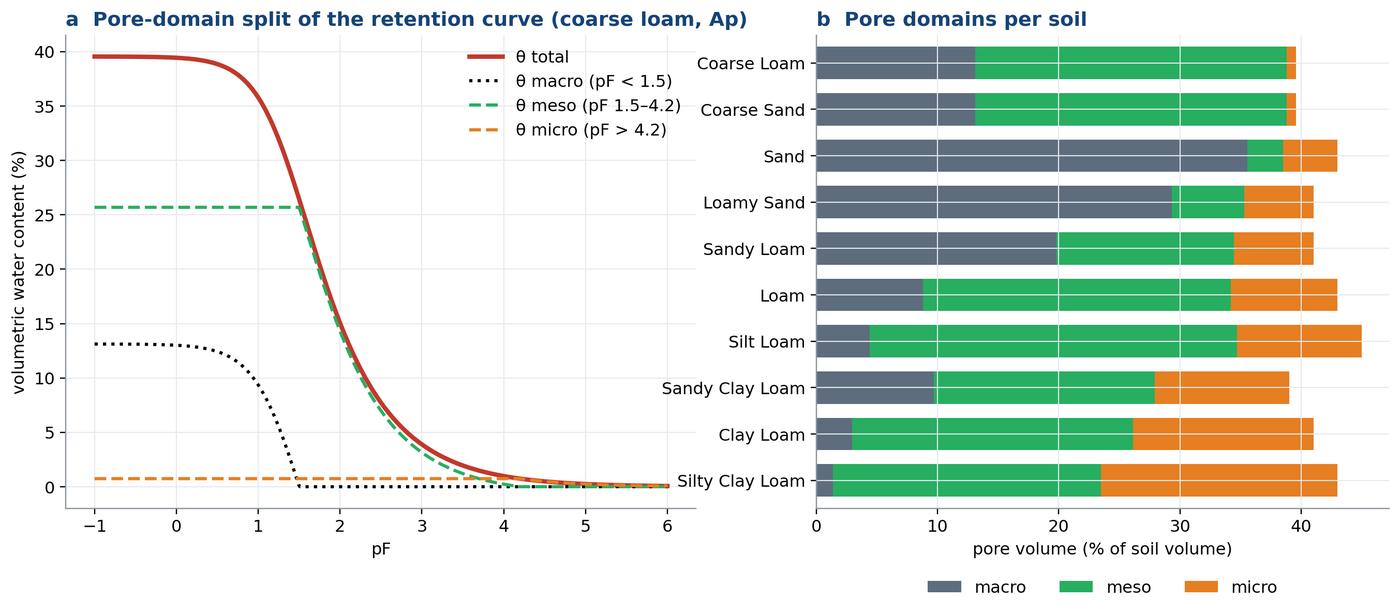 a Pore-domain split of the retention curve (coarse loam, Ap)
volumetric water content (%)
40
35
30
25
20
15
10
5
0
−1 0 1 2 3 4 5 6
pF
θ total
θ macro (pF < 1.5)
θ meso (pF 1.5–4.2)
θ micro (pF > 4.2)
b Pore domains per soil
Coarse Loam
Coarse Sand
Sand
Loamy Sand
Sandy Loam
Loam
Silt Loam
Sandy Clay Loam
Clay Loam
Silty Clay Loam
0 10 20 30 40
pore volume (% of soil volume)
macro meso micro